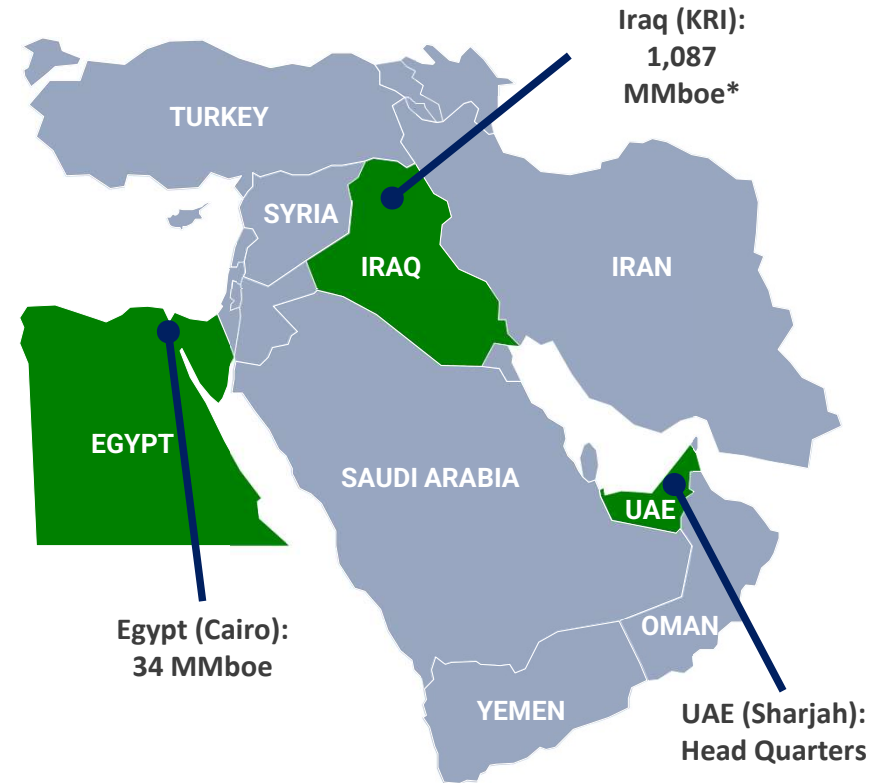 Iraq (KRI):
1,087
MMboe*
TURKEY
SYRIA
IRAQ
IRAN
EGYPT
SAUDI ARABIA
UAE
OMAN
Egypt (Cairo):
34 MMboe
YEMEN
UAE (Sharjah):
Head Quarters